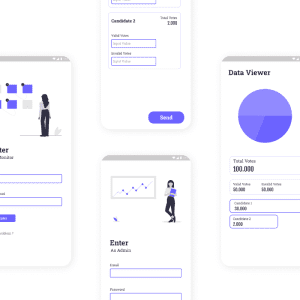 ter
Monitor
Candidate 2
Total Votes
2.000
Valid Votes
Input Value
Invalid Votes
Input Value
Send
Enter
As Admin
Email
Password
Data Viewer
Total Votes
100.000
Valid Votes Invalid Votes
50.000 50.000
Candidate 1
30.000
Candidate 2
2.000